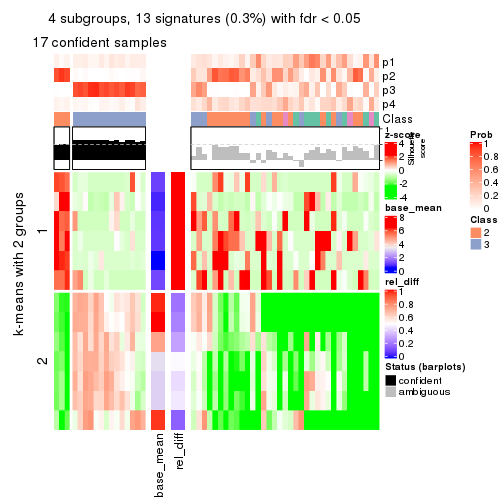 4 subgroups, 13 signatures (0.3%) with fdr < 0.05
17 confident samples
p1
p2
p3
p4
Class
1
Silhouette
score
z-score
4
2
0
-2
-4
base_mean
8
6
4
2
0
rel_diff
1
0.8
0.6
0.4
0.2
0
Status (barplots)
confident
ambiguous
Prob
1
0.8
0.6
0.4
0.2
0
Class
2
3
k-means with 2 groups
1
2
base_mean
rel_diff